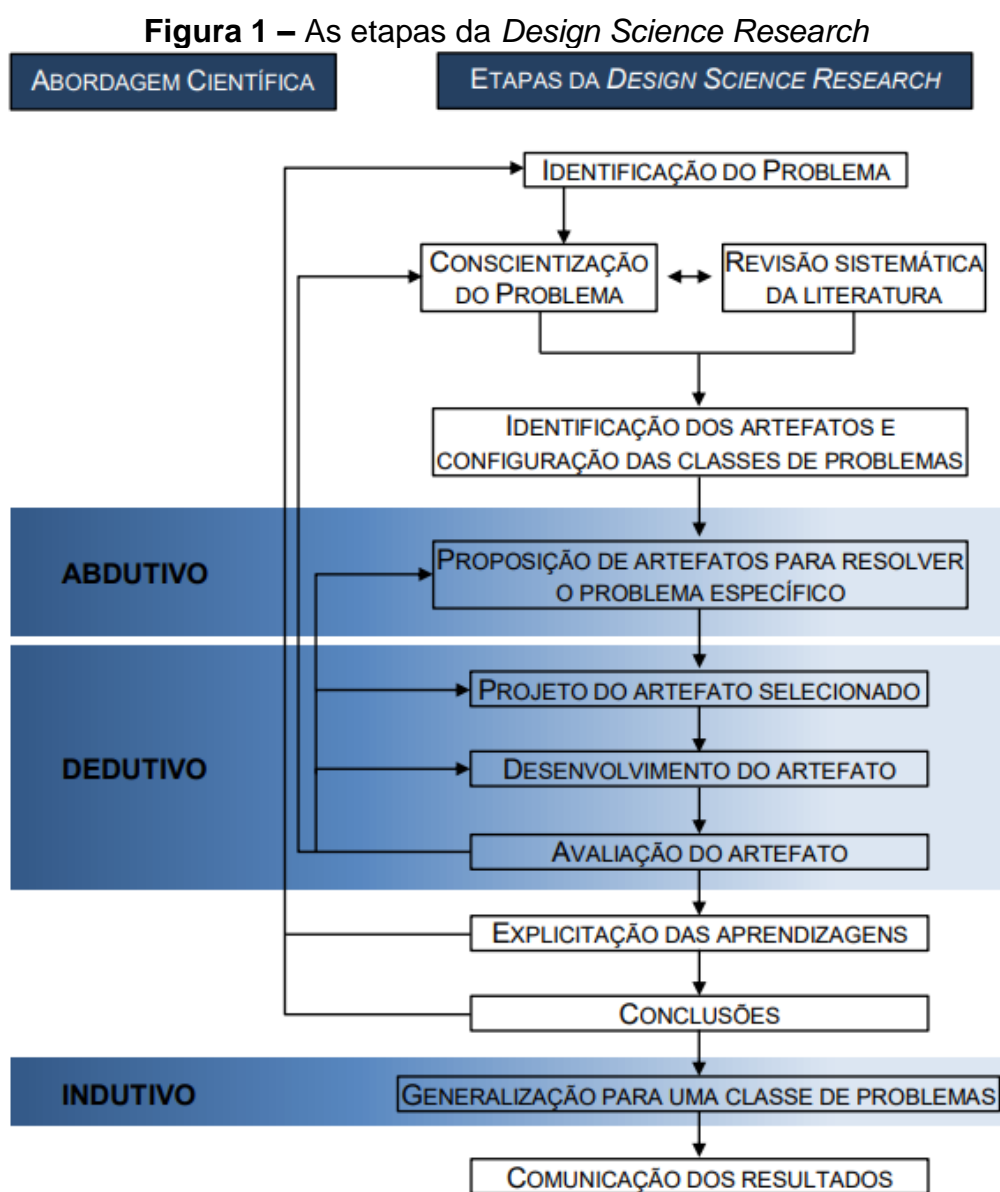 Figura 1 – As etapas da Design Science Research
ABORDAGEM CIENTÍFICA
ETAPAS DA DESIGN SCIENCE RESEARCH
IDENTIFICAÇÃO DO PROBLEMA
CONSCIENTIZAÇÃO
DO PROBLEMA
REVISÃO SISTEMÁTICA
DA LITERATURA
IDENTIFICAÇÃO DOS ARTEFATOS E
CONFIGURAÇÃO DAS CLASSES DE PROBLEMAS
ABDUTIVO
PROPOSIÇÃO DE ARTEFATOS PARA RESOLVER
O PROBLEMA ESPECÍFICO
DEDUTIVO
PROJETO DO ARTEFATO SELECIONADO
DESENVOLVIMENTO DO ARTEFATO
AVALIAÇÃO DO ARTEFATO
EXPLICITAÇÃO DAS APRENDIZAGENS
CONCLUSÕES
INDUTIVO
GENERALIZAÇÃO PARA UMA CLASSE DE PROBLEMAS
COMUNICAÇÃO DOS RESULTADOS